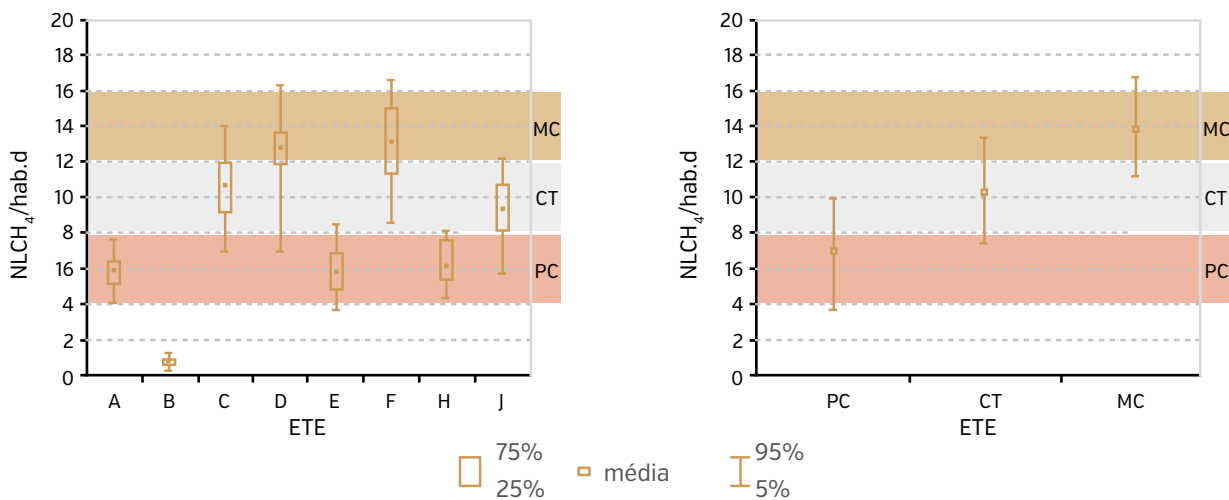 20
18
16
14
12
10
8
16
4
2
0
NLCH4/hab.d
MC
CT
PC
A B C D E F H J
ETE
20
18
16
14
12
10
8
16
4
2
0
NLCH4/hab.d
MC
CT
PC
PC CT MC
ETE
75%
25%
média
95%
5%